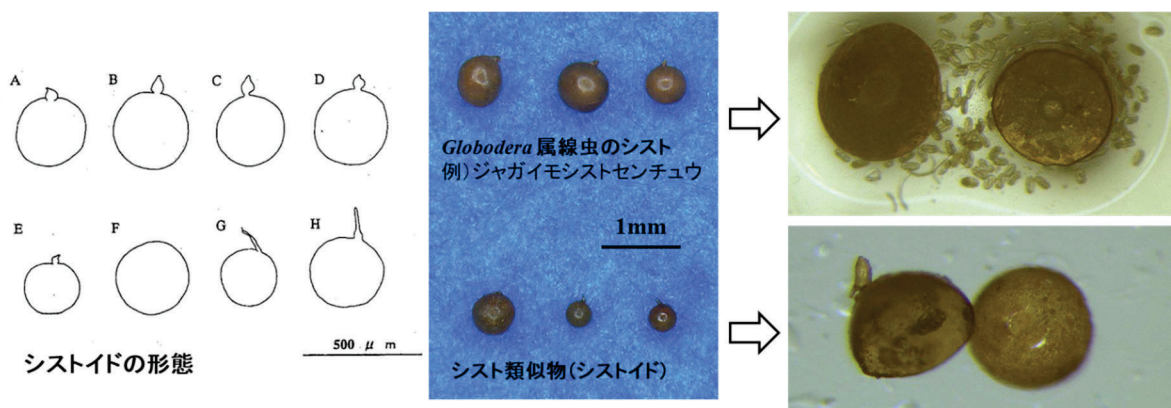 A B C D
E F G H
500 μ m
シストイドの形態
Globodera 属線虫のシスト
例）ジャガイモシストセンチュウ
1mm
シスト類似物(シストイド)